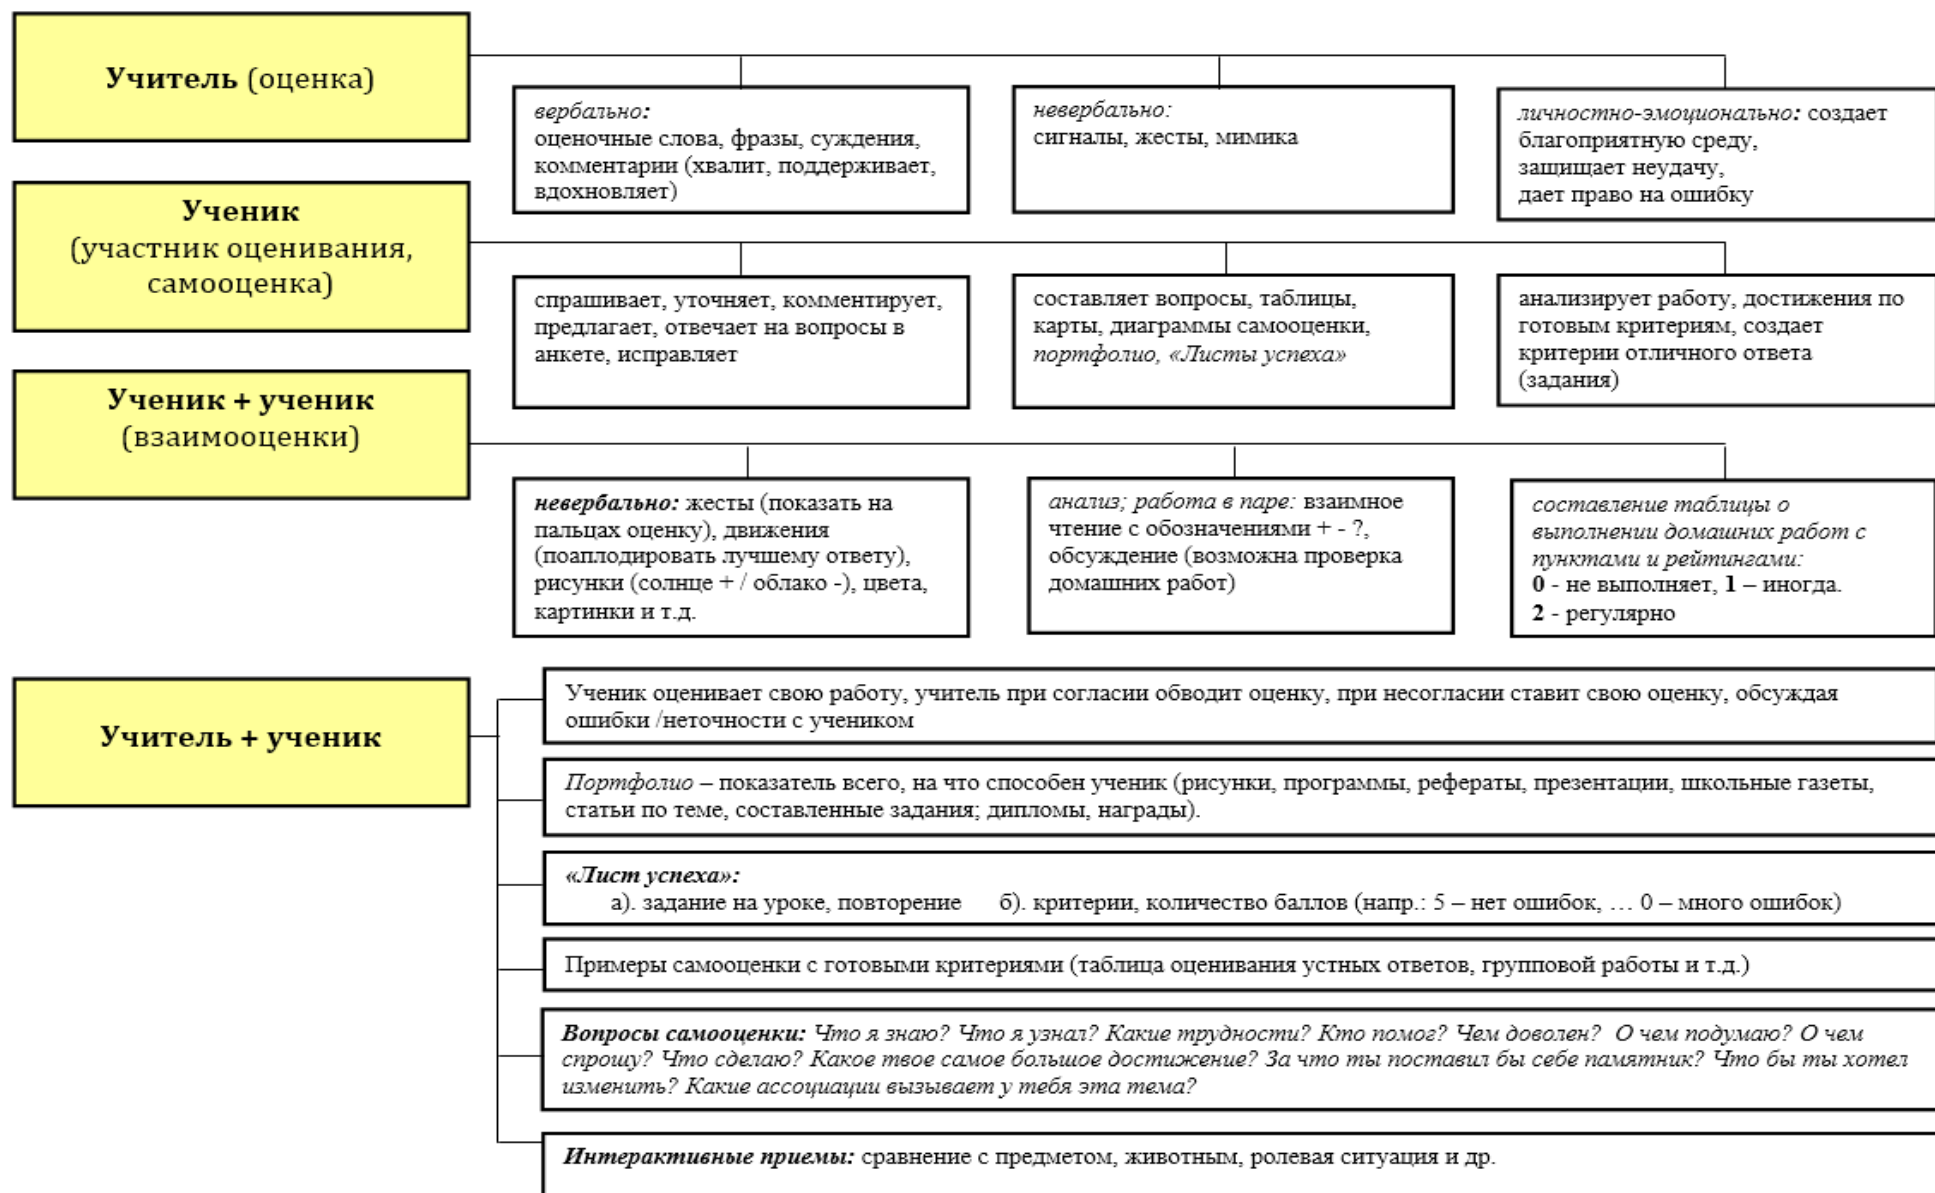 Учитель (оценка)
вербально:
оценочные слова, фразы, суждения,
комментарии (хвалит, поддерживает,
вдохновляет)
невербально:
сигналы, жесты, мимика
личностно-эмоционально: создает
благоприятную среду,
защищает неудачу,
дает право на ошибку
Ученик
(участник оценивания,
самооценка)
спрашивает, уточняет, комментирует,
предлагает, отвечает на вопросы в
анкете, исправляет
составляет вопросы, таблицы,
карты, диаграммы самооценки,
портфолио, «Листы успеха»
анализирует работу, достижения по
готовым критериям, создает
критерии отличного ответа
(задания)
Ученик + ученик
(взаимооценки)
невербально: жесты (показать на
пальцах оценку), движения
(поаплодировать лучшему ответу),
рисунки (солнце + / облако -), цвета,
картинки и т.д.
анализ; работа в паре: взаимное
чтение с обозначениями + - ?,
обсуждение (возможна проверка
домашних работ)
составление таблицы о
выполнении домашних работ с
пунктами и рейтингами:
0 - не выполняет, 1 – иногда.
2 - регулярно
Учитель + ученик
Ученик оценивает свою работу, учитель при согласии обводит оценку, при несогласии ставит свою оценку, обсуждая
ошибки /неточности с учеником
Портфолио – показатель всего, на что способен ученик (рисунки, программы, рефераты, презентации, школьные газеты,
статьи по теме, составленные задания; дипломы, награды).
«Лист успеха»:
а). задание на уроке, повторение б). критерии, количество баллов (напр.: 5 – нет ошибок, … 0 – много ошибок)
Примеры самооценки с готовыми критериями (таблица оценивания устных ответов, групповой работы и т.д.)
Вопросы самооценки: Что я знаю? Что я узнал? Какие трудности? Кто помог? Чем доволен? О чем подумаю? О чем
спрошу? Что сделаю? Какое твое самое большое достижение? За что ты поставил бы себе памятник? Что бы ты хотел
изменить? Какие ассоциации вызывает у тебя эта тема?
Интерактивные приемы: сравнение с предметом, животным, ролевая ситуация и др.